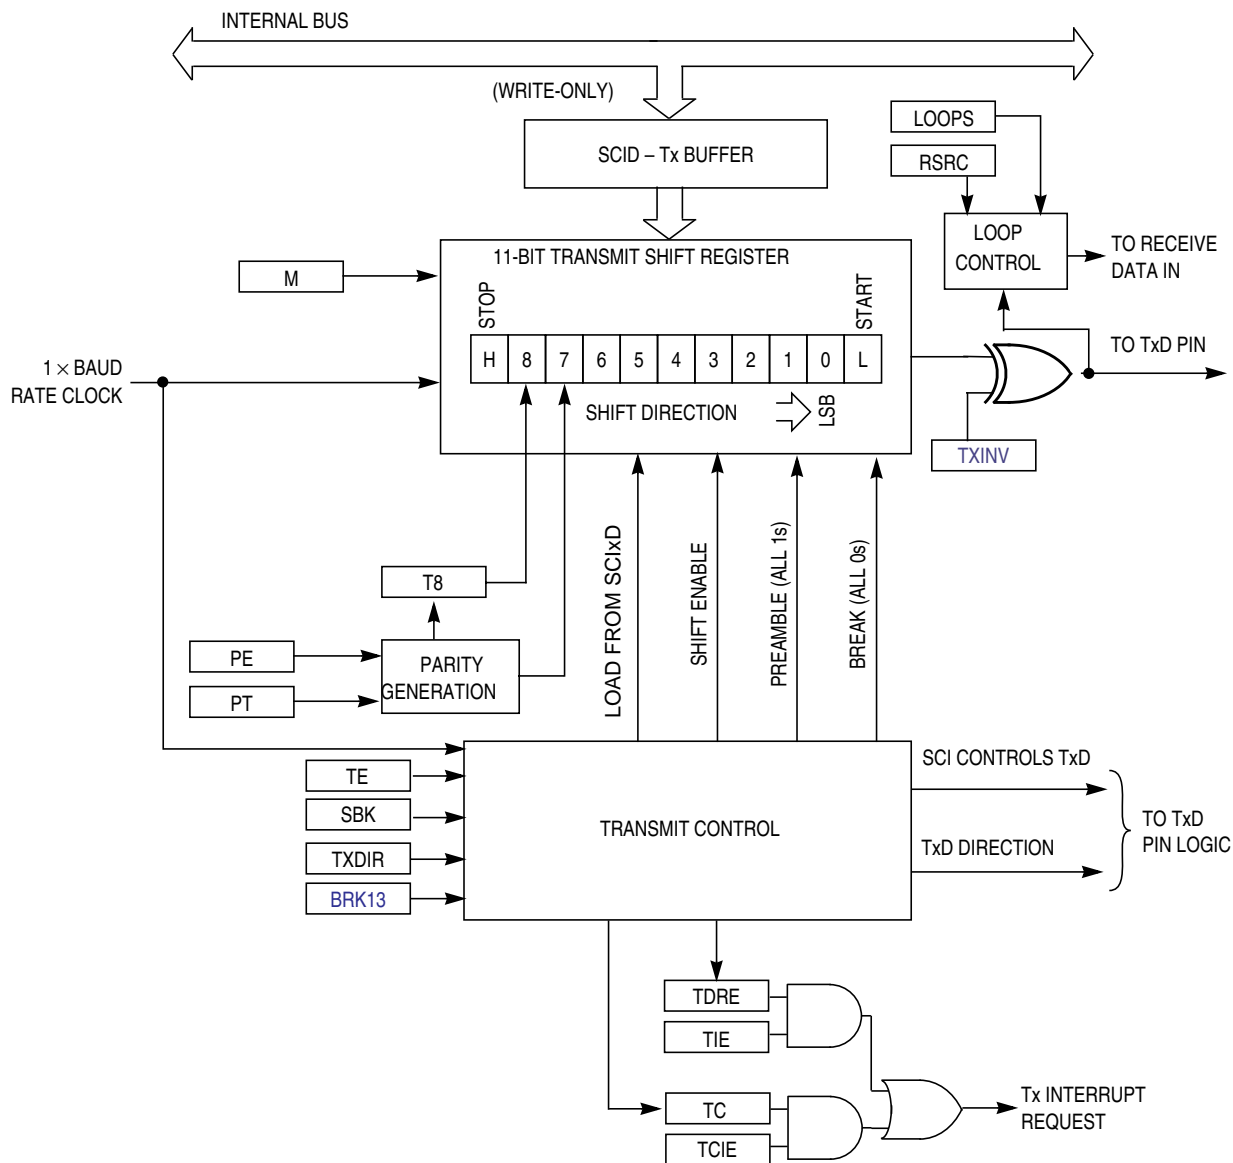 INTERNAL BUS
(WRITE-ONLY)
SCID – Tx BUFFER
LOOPS
RSRC
LOOP
CONTROL
TO RECEIVE
DATA IN
11-BIT TRANSMIT SHIFT REGISTER
M
STOP
START
H 8 7 6 5 4 3 2 1 0 L
1 × BAUD
RATE CLOCK
TO TxD PIN
SHIFT DIRECTION
LSB
TXINV
LOAD FROM SCIxD
SHIFT ENABLE
PREAMBLE (ALL 1s)
BREAK (ALL 0s)
T8
PE
PT
PARITY
GENERATION
TE
SBK
TXDIR
BRK13
TRANSMIT CONTROL
SCI CONTROLS TxD
TxD DIRECTION
TO TxD
PIN LOGIC
TDRE
TIE
TC
TCIE
Tx INTERRUPT
REQUEST